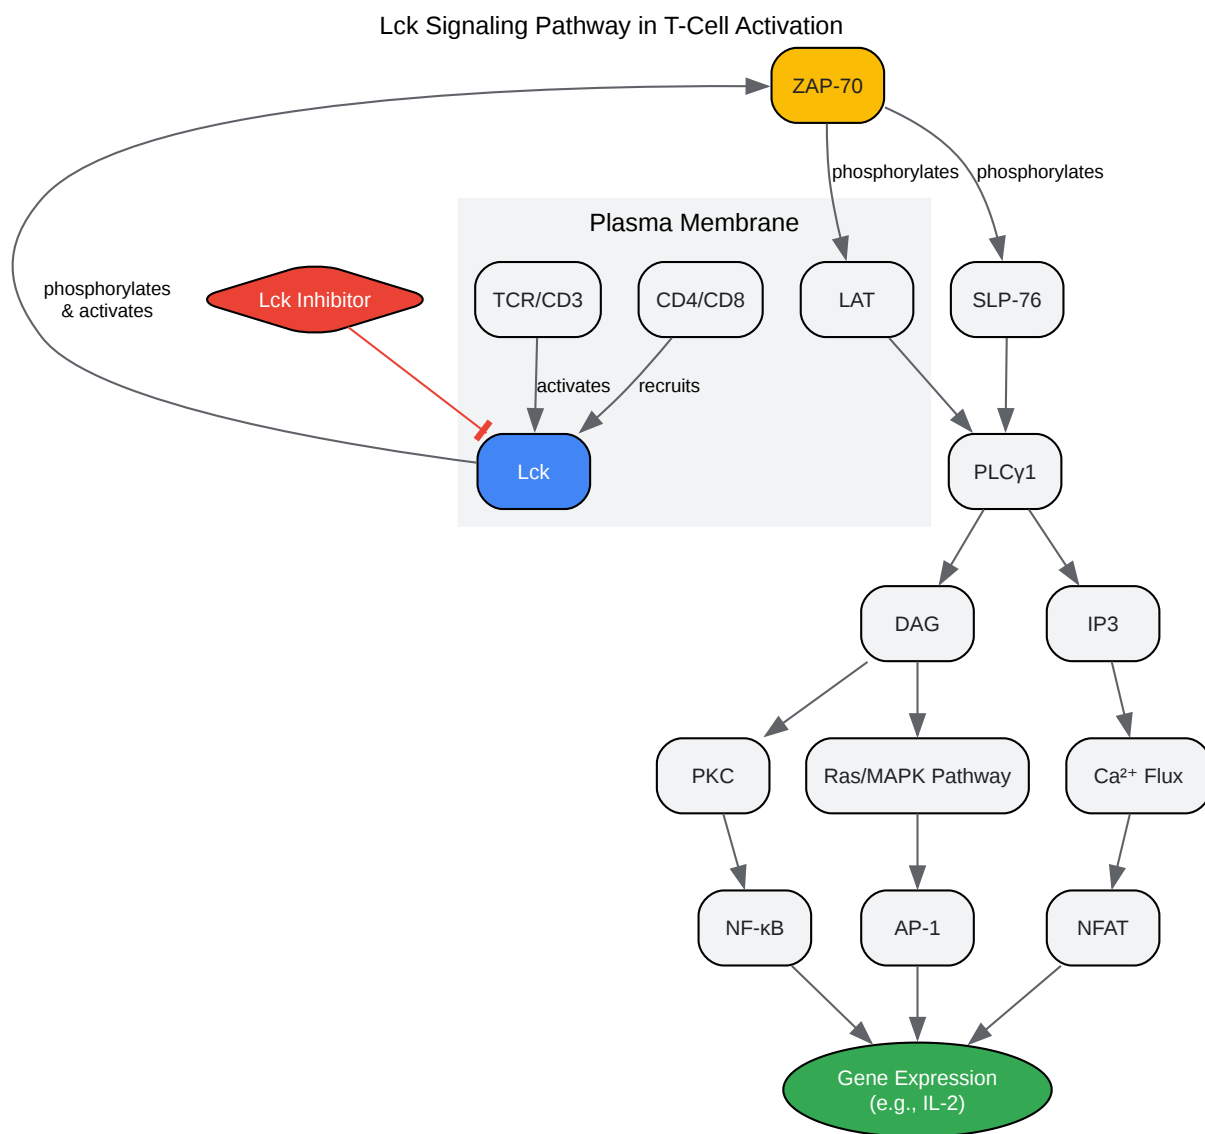 Lck Signaling Pathway in T-Cell Activation
ZAP-70
phosphorylates
phosphorylates
Plasma Membrane
phosphorylates
& activates
Lck Inhibitor
TCR/CD3
CD4/CD8
LAT
SLP-76
activates
recruits
Lck
PLCγ1
DAG
IP3
PKC
Ras/MAPK Pathway
Ca²⁺ Flux
NF-κB
AP-1
NFAT
Gene Expression
(e.g., IL-2)